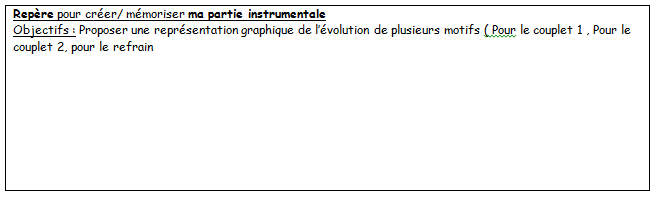 Repère pour créer/ mémoriser ma partie instrumentale
Objectifs : Proposer une représentation graphique de l'évolution de plusieurs motifs ( Pour le couplet 1 , Pour le
couplet 2, pour le refrain